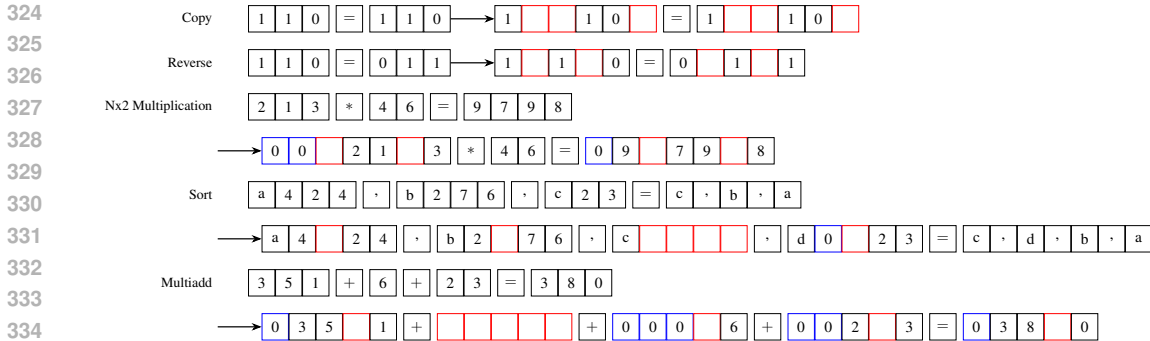 324 Copy 1 1 0 = 1 1 0 → 1 1 0 = 1 1 0
325
326 Reverse 1 1 0 = 0 1 1 → 1 1 0 = 0 1 1
327 Nx2 Multiplication 2 1 3 * 4 6 = 9 7 9 8
328 → 0 0 2 1 3 * 4 6 = 0 9 7 9 8
329
330 Sort a 4 2 4 , b 2 7 6 , c 2 3 = c , b , a
331 → a 4 2 4 , b 2 7 6 , c , d 0 2 3 = c , d , b , a
332
333 Multiadd 3 5 1 + 6 + 2 3 = 3 8 0
334 → 0 3 5 1 + + 0 0 0 6 + 0 0 2 3 = 0 3 8 0